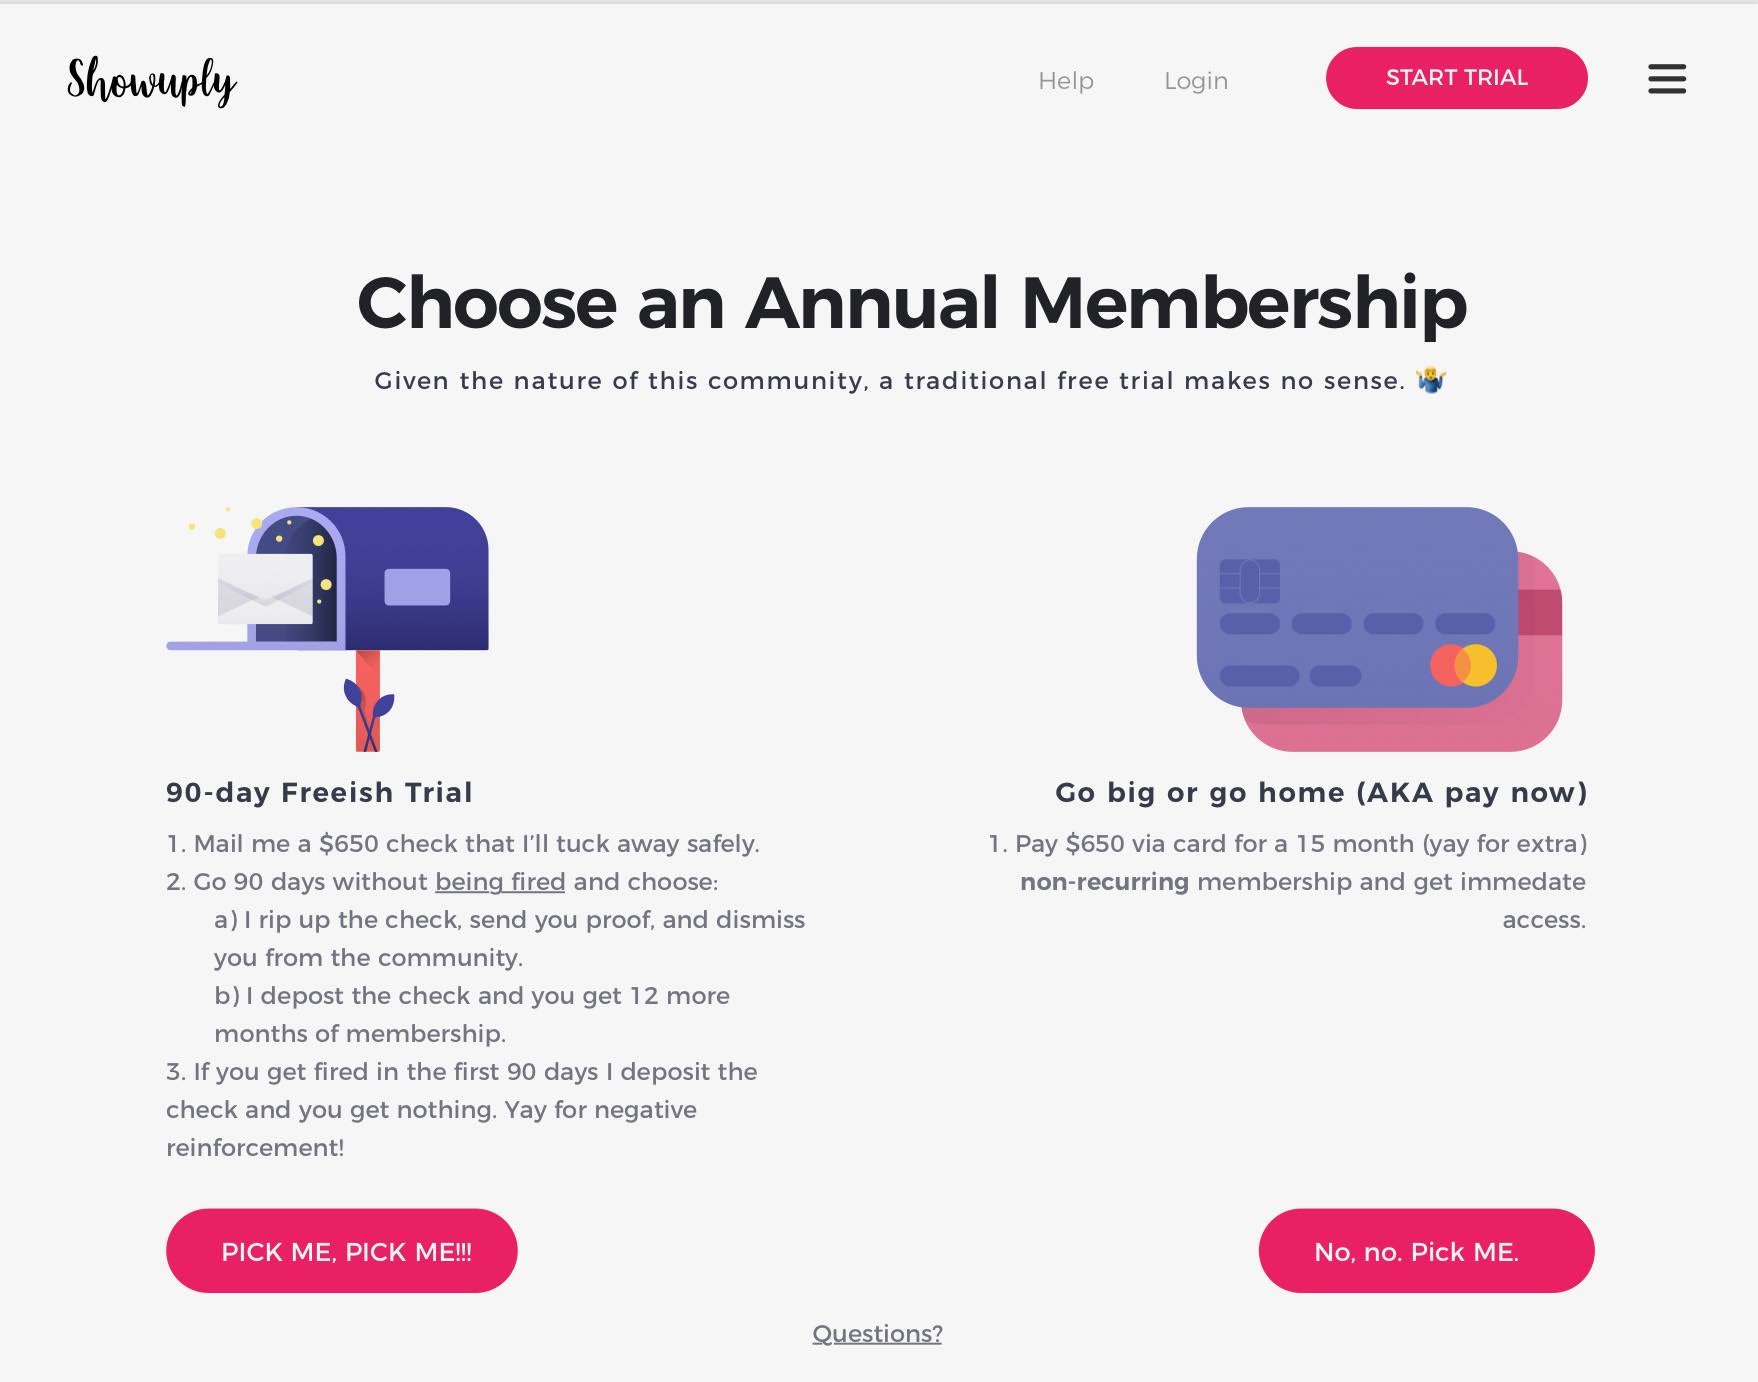 Showuply
Help
Login
START TRIAL
Choose an Annual Membership
Given the nature of this community, a traditional free trial makes no sense. 🤷‍♂️
90-day Freeish Trial
1. Mail me a $650 check that I’ll tuck away safely.
2. Go 90 days without being fired and choose:
a) I rip up the check, send you proof, and dismiss
you from the community.
b) I depost the check and you get 12 more
months of membership.
3. If you get fired in the first 90 days I deposit the
check and you get nothing. Yay for negative
reinforcement!
PICK ME, PICK ME!!!
Go big or go home (AKA pay now)
1. Pay $650 via card for a 15 month (yay for extra)
non-recurring membership and get immedate
access.
No, no. Pick ME.
Questions?